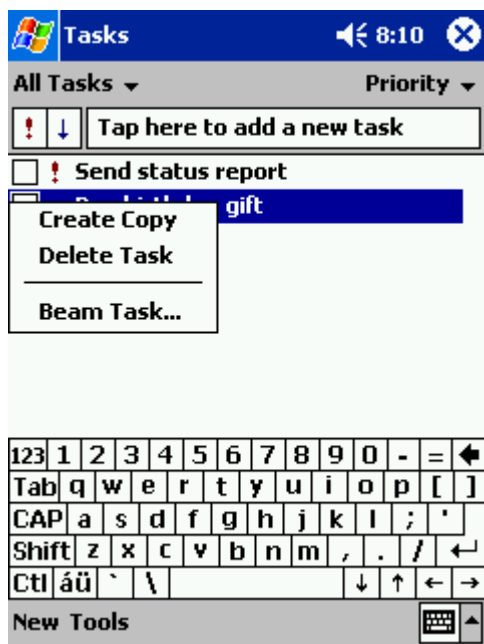 Tasks 8:10
All Tasks Priority
! ↓ Tap here to add a new task
! Send status report
gift
Create Copy
Delete Task
Beam Task...
123 1 2 3 4 5 6 7 8 9 0 - = 
Tab q w e r t y u i o p [ ]
CAP a s d f g h j k l ; '
Shift z x c v b n m , . / ↵
Ctl áü ` \ ↓ ↑ ← →
New Tools